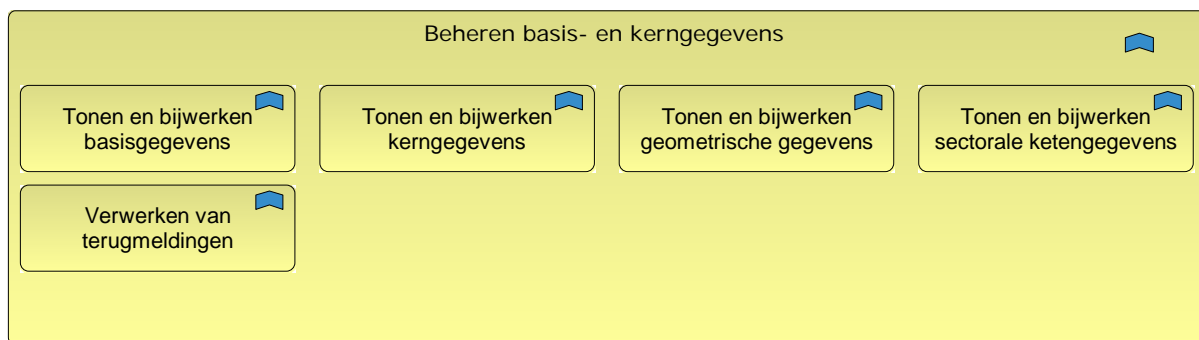 Beheren basis- en kerngegevens
Tonen en bijwerken
basisgegevens
Tonen en bijwerken
kerngegevens
Tonen en bijwerken
geometrische gegevens
Tonen en bijwerken
sectorale ketengegevens
Verwerken van
terugmeldingen